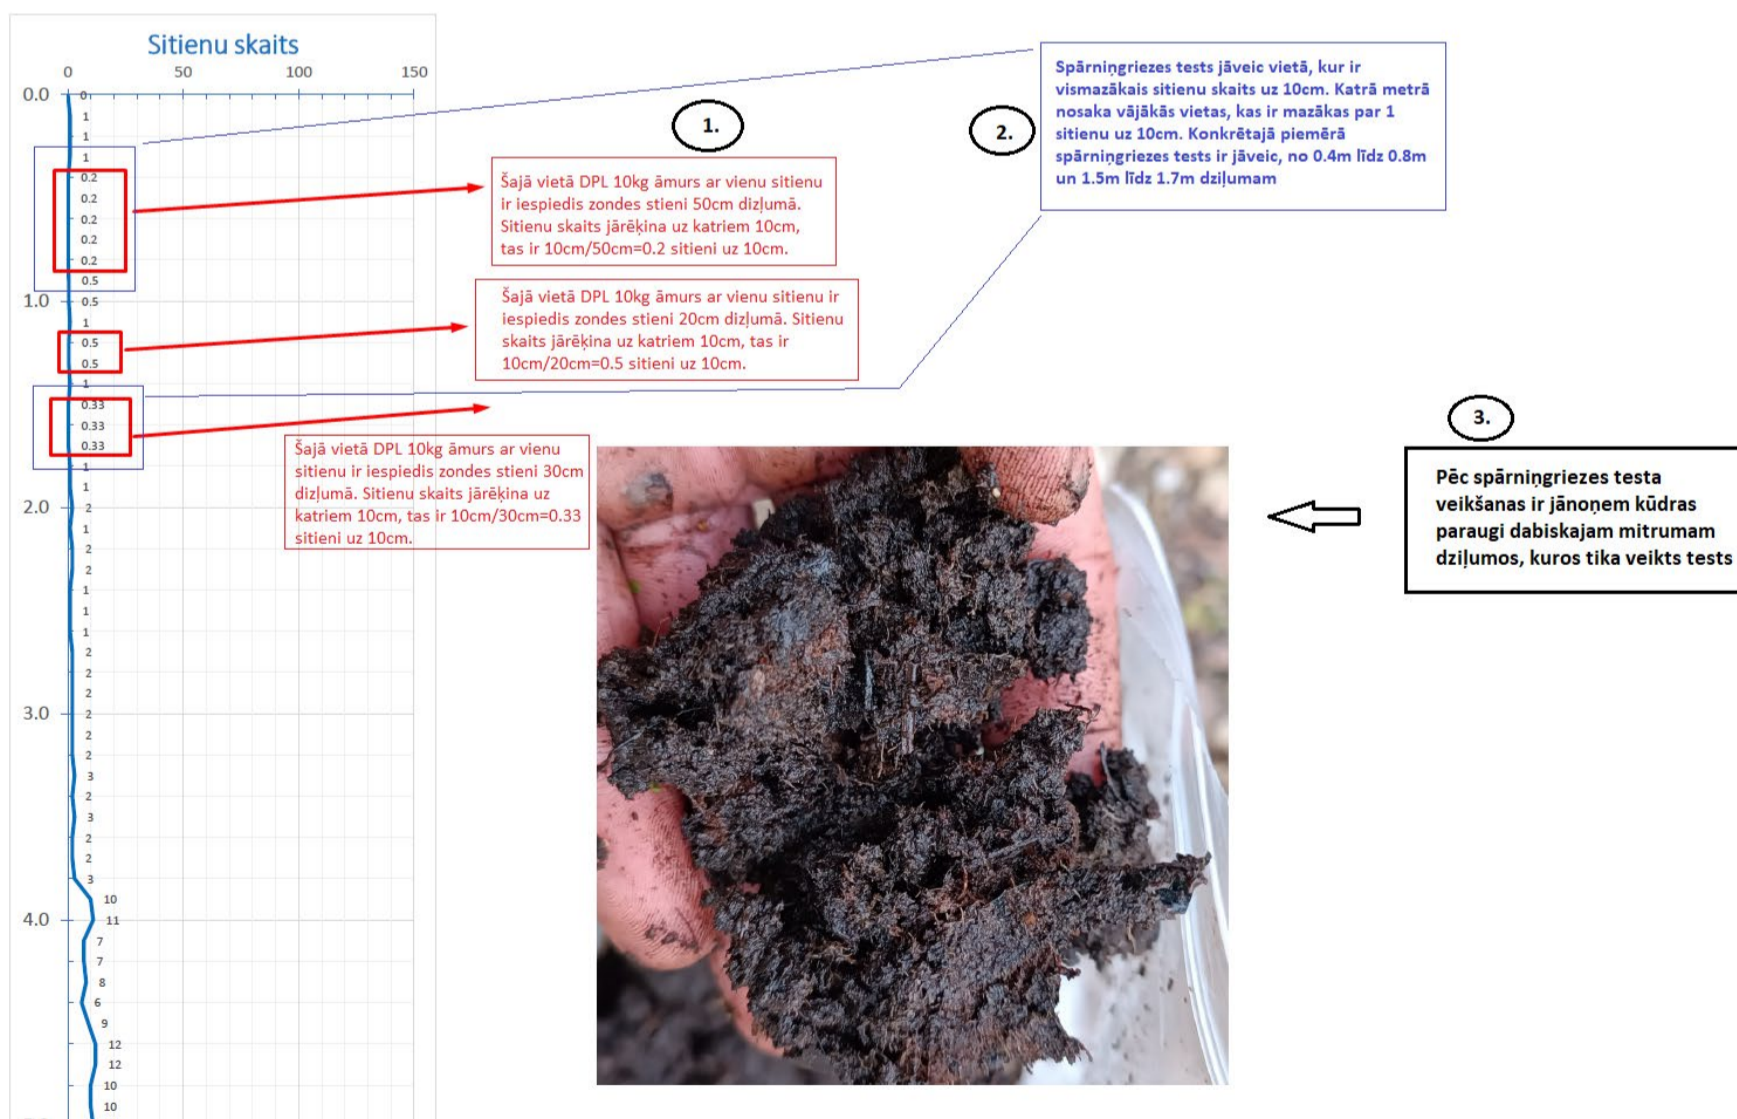 Sitienu skaits
0 50 100 150
0.0
0
1
1
1
0.2
0.2
0.2
0.2
0.2
0.5
1.0
0.5
1
0.5
0.5
1
0.33
0.33
0.33
1
1
2.0
2
1
2
2
1
1
1
2
2
2
3.0
2
2
2
3
2
3
2
2
3
10
4.0
11
7
7
8
6
9
12
12
10
10
1.
Šajā vietā DPL 10kg āmurs ar vienu sitienu
ir iespiedis zondes stieni 50cm dizļumā.
Sitienu skaits jārēķina uz katriem 10cm,
tas ir 10cm/50cm=0.2 sitieni uz 10cm.
Šajā vietā DPL 10kg āmurs ar vienu sitienu ir
iespiedis zondes stieni 20cm dizļumā. Sitienu
skaits jārēķina uz katriem 10cm, tas ir
10cm/20cm=0.5 sitieni uz 10cm.
Šajā vietā DPL 10kg āmurs ar vienu
sitienu ir iespiedis zondes stieni 30cm
dizļumā. Sitienu skaits jārēķina uz
katriem 10cm, tas ir 10cm/30cm=0.33
sitieni uz 10cm.
2.
Spārniņgriezes tests jāveic vietā, kur ir
vismazākais sitienu skaits uz 10cm. Katrā metrā
nosaka vājākās vietas, kas ir mazākas par 1
sitienu uz 10cm. Konkrētajā piemērā
spārniņgriezes tests ir jāveic, no 0.4m līdz 0.8m
un 1.5m līdz 1.7m dziļumam
3.
Pēc spārniņgriezes testa
veikšanas ir jānoņem kūdras
paraugi dabiskajam mitrumam
dziļumos, kuros tika veikts tests